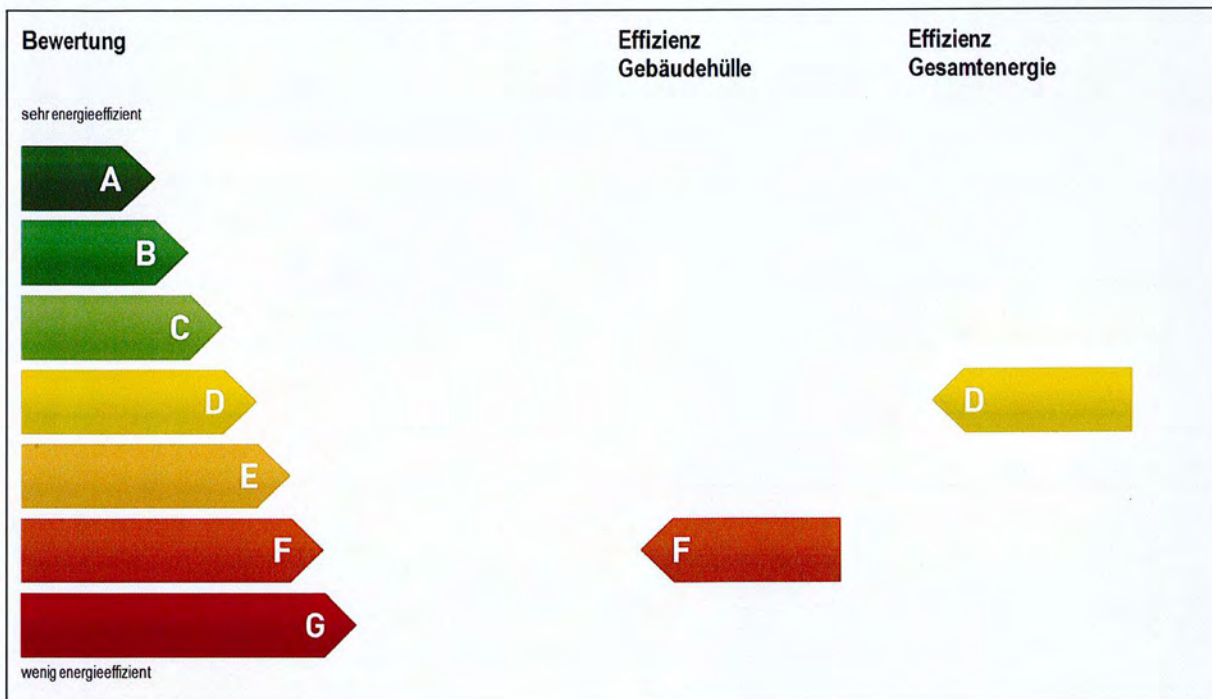 Bewertung
Effizienz
Gebäudehülle
Effizienz
Gesamtenergie
sehr energieeffizient
A
B
C
D
D
E
F
F
G
wenig energieeffizient